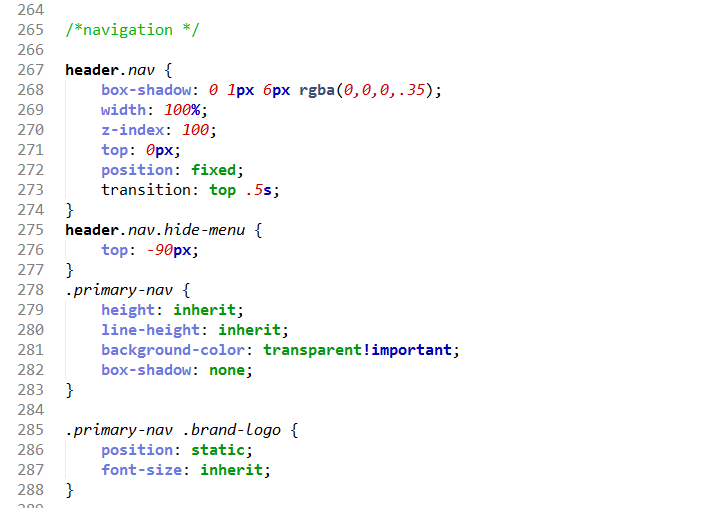 264
265 /*navigation */
266
267 header.nav {
268 box-shadow: 0 1px 6px rgba(0,0,0,.35);
269 width: 100%;
270 z-index: 100;
271 top: 0px;
272 position: fixed;
273 transition: top .5s;
274 }
275 header.nav.hide-menu {
276 top: -90px;
277 }
278 .primary-nav {
279 height: inherit;
280 line-height: inherit;
281 background-color: transparent!important;
282 box-shadow: none;
283 }
284
285 .primary-nav .brand-logo {
286 position: static;
287 font-size: inherit;
288 }